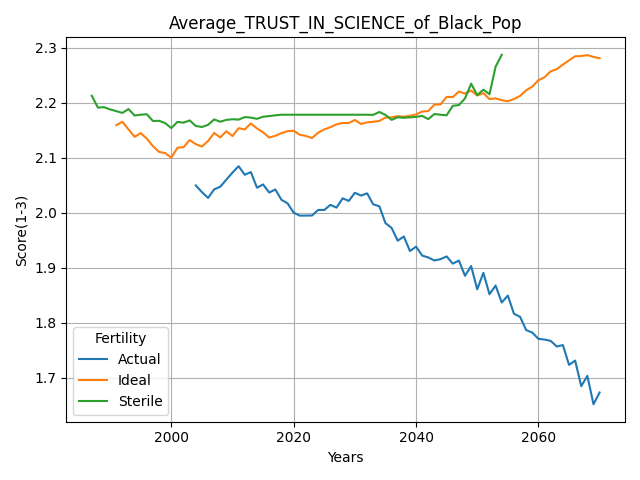 Average_TRUST_IN_SCIENCE_of_Black_Pop
Score(1-3)
2.3
2.2
2.1
2.0
1.9
1.8
1.7
Fertility
Actual
Ideal
Sterile
2000
2020
2040
2060
Years